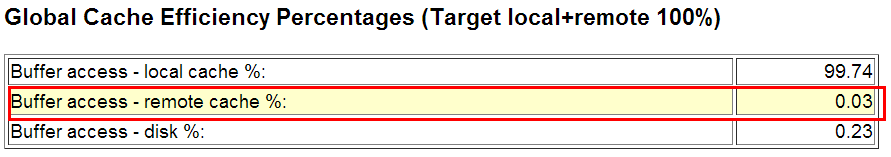 Global Cache Efficiency Percentages (Target local+remote 100%)
Buffer access - local cache %: 99.74
Buffer access - remote cache %: 0.03
Buffer access - disk %: 0.23